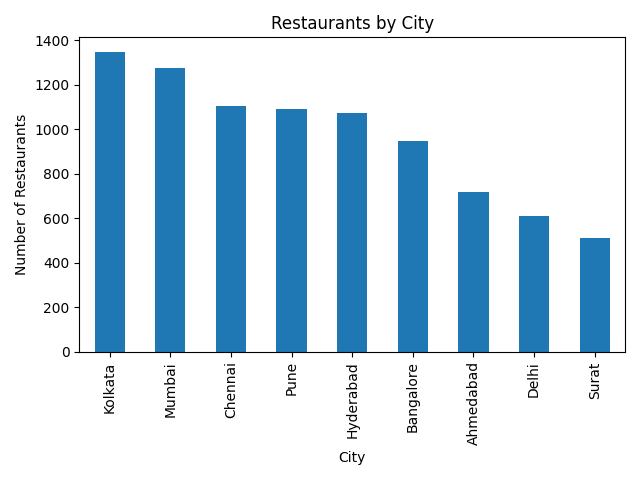 Restaurants by City
Number of Restaurants
1400
1200
1000
800
600
400
200
0
Kolkata
Mumbai
Chennai
Pune
Hyderabad
Bangalore
Ahmedabad
Delhi
Surat
City